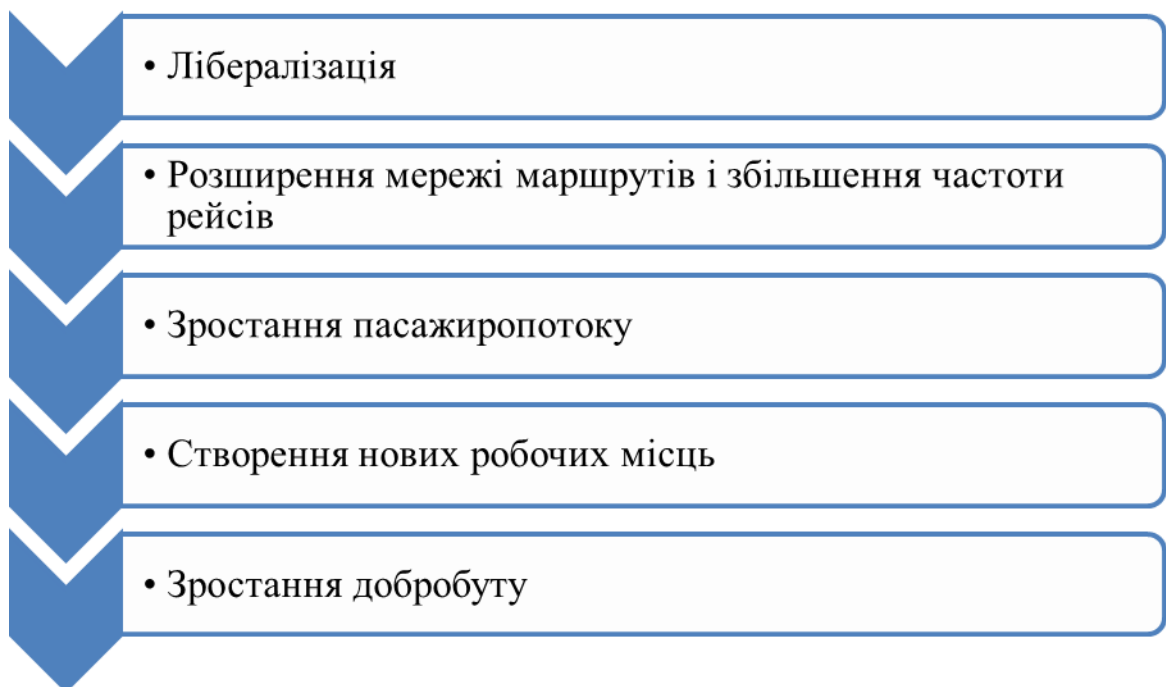 • Лібералізація
• Розширення мережі маршрутів і збільшення частоти
рейсів
• Зростання пасажиропотоку
• Створення нових робочих місць
• Зростання добробуту